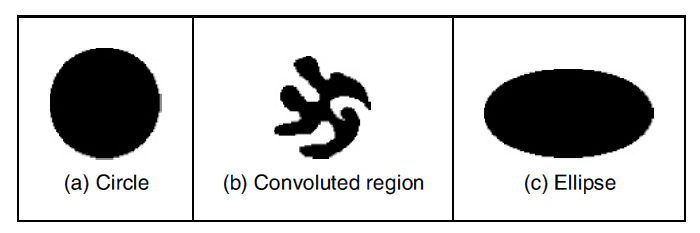 (a) Circle
(b) Convoluted region
(c) Ellipse